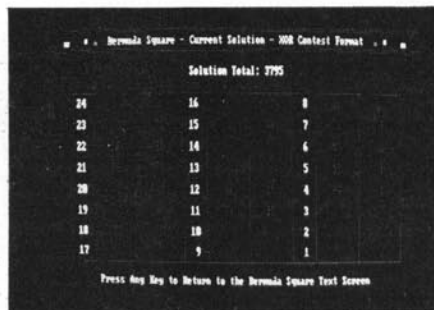 Bermuda Square - Current Solution - XOR Contest Format
Solution Total: 3795
24 16 8
23 15 7
22 14 6
21 13 5
20 12 4
19 11 3
18 10 2
17 9 1
Press Any Key to Return to the Bermuda Square Text Screen